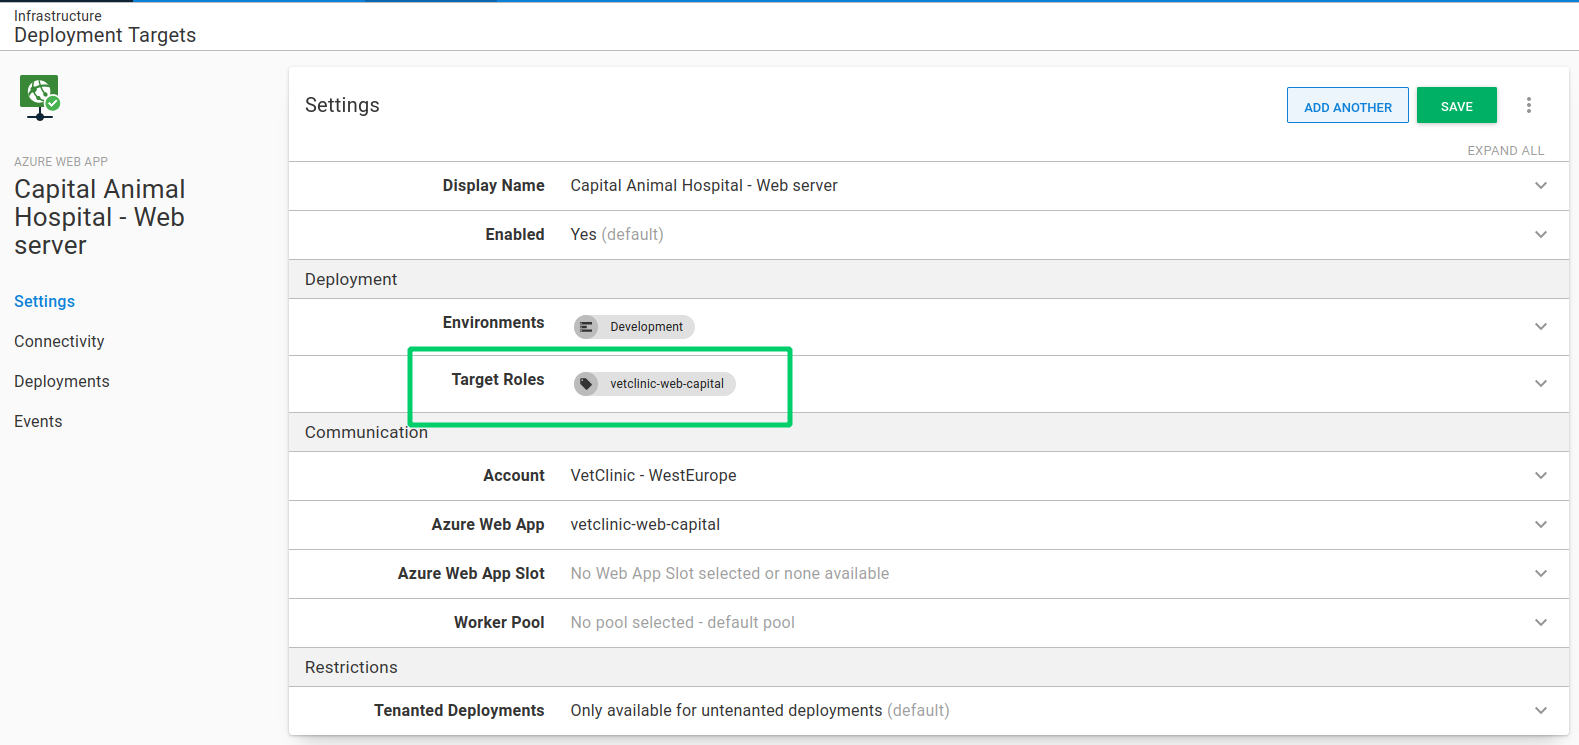 Infrastructure
Deployment Targets
AZURE WEB APP
Capital Animal
Hospital - Web
server
Settings
Connectivity
Deployments
Events
Settings
ADD ANOTHER
SAVE
EXPAND ALL
Display Name Capital Animal Hospital - Web server
Enabled Yes (default)
Deployment
Environments Development
Target Roles vetclinic-web-capital
Communication
Account VetClinic - WestEurope
Azure Web App vetclinic-web-capital
Azure Web App Slot No Web App Slot selected or none available
Worker Pool No pool selected - default pool
Restrictions
Tenanted Deployments Only available for untenanted deployments (default)